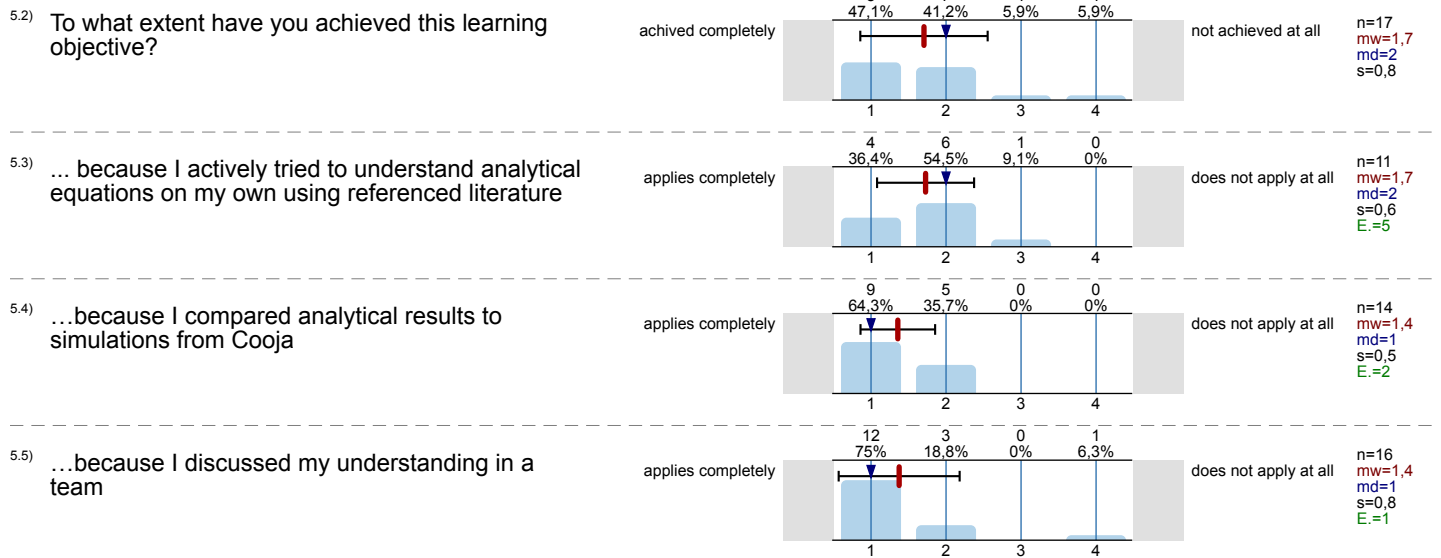 5.2) To what extent have you achieved this learning
objective?
achived completely
47,1% 41,2% 5,9% 5,9%
1 2 3 4
not achieved at all
n=17
mw=1,7
md=2
s=0,8
5.3) ... because I actively tried to understand analytical
equations on my own using referenced literature
applies completely
4 6 1 0
36,4% 54,5% 9,1% 0%
1 2 3 4
does not apply at all
n=11
mw=1,7
md=2
s=0,6
E.=5
5.4) …because I compared analytical results to
simulations from Cooja
applies completely
9 5 0 0
64,3% 35,7% 0% 0%
1 2 3 4
does not apply at all
n=14
mw=1,4
md=1
s=0,5
E.=2
5.5) …because I discussed my understanding in a
team
applies completely
12 3 0 1
75% 18,8% 0% 6,3%
1 2 3 4
does not apply at all
n=16
mw=1,4
md=1
s=0,8
E.=1